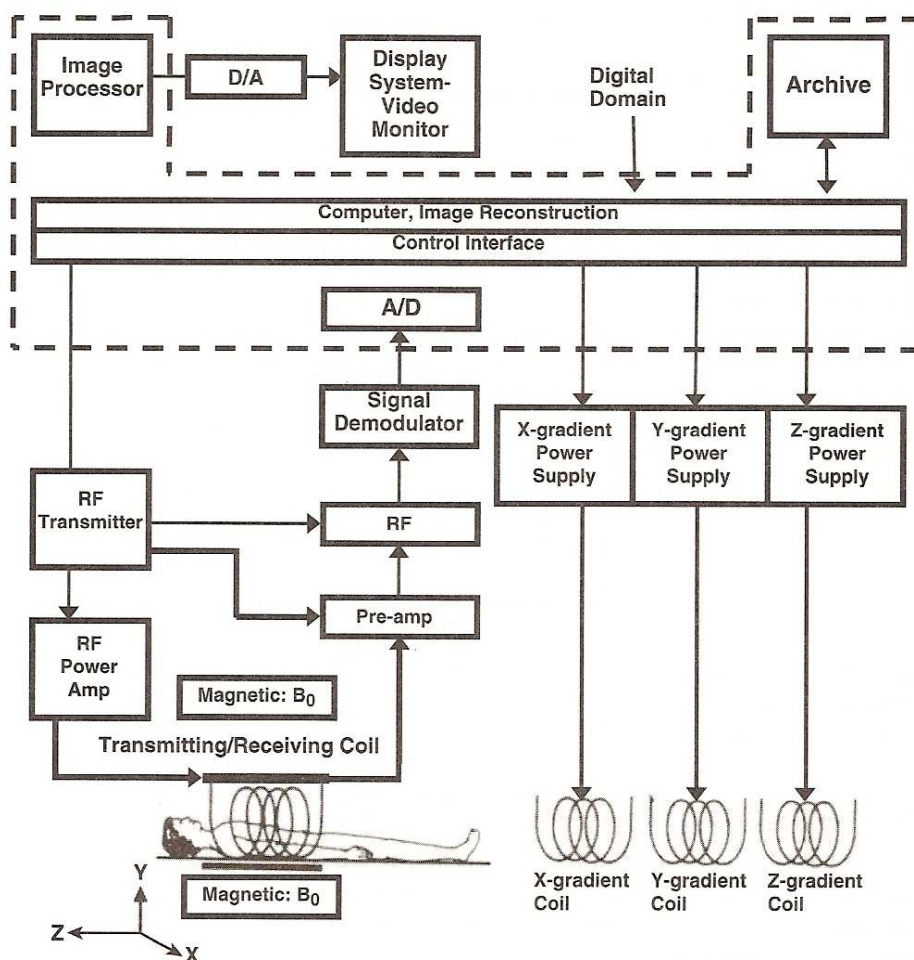 Image
Processor
D/A
Display
System-
Video
Monitor
Digital
Domain
Archive
Computer, Image Reconstruction
Control Interface
A/D
Signal
Demodulator
X-gradient
Power
Supply
Y-gradient
Power
Supply
Z-gradient
Power
Supply
RF
Transmitter
RF
Pre-amp
RF
Power
Amp
Magnetic: B₀
Transmitting/Receiving Coil
Magnetic: B₀
X-gradient
Coil
Y-gradient
Coil
Z-gradient
Coil
Y
Z
X